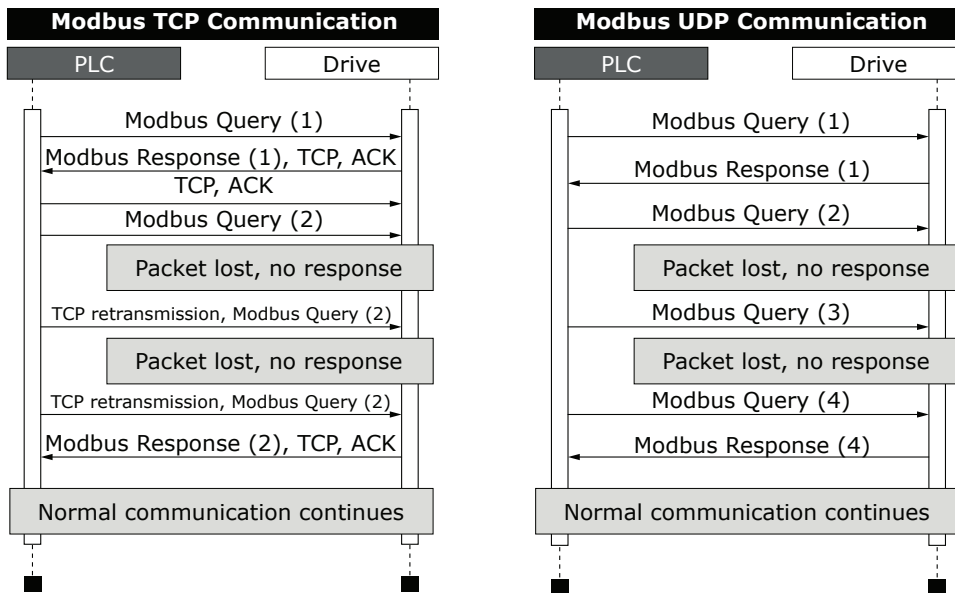 Modbus TCP Communication
PLC
Drive
Modbus Query (1)
Modbus Response (1), TCP, ACK
TCP, ACK
Modbus Query (2)
Packet lost, no response
TCP retransmission, Modbus Query (2)
Packet lost, no response
TCP retransmission, Modbus Query (2)
Modbus Response (2), TCP, ACK
Normal communication continues
Modbus UDP Communication
PLC
Drive
Modbus Query (1)
Modbus Response (1)
Modbus Query (2)
Packet lost, no response
Modbus Query (3)
Packet lost, no response
Modbus Query (4)
Modbus Response (4)
Normal communication continues